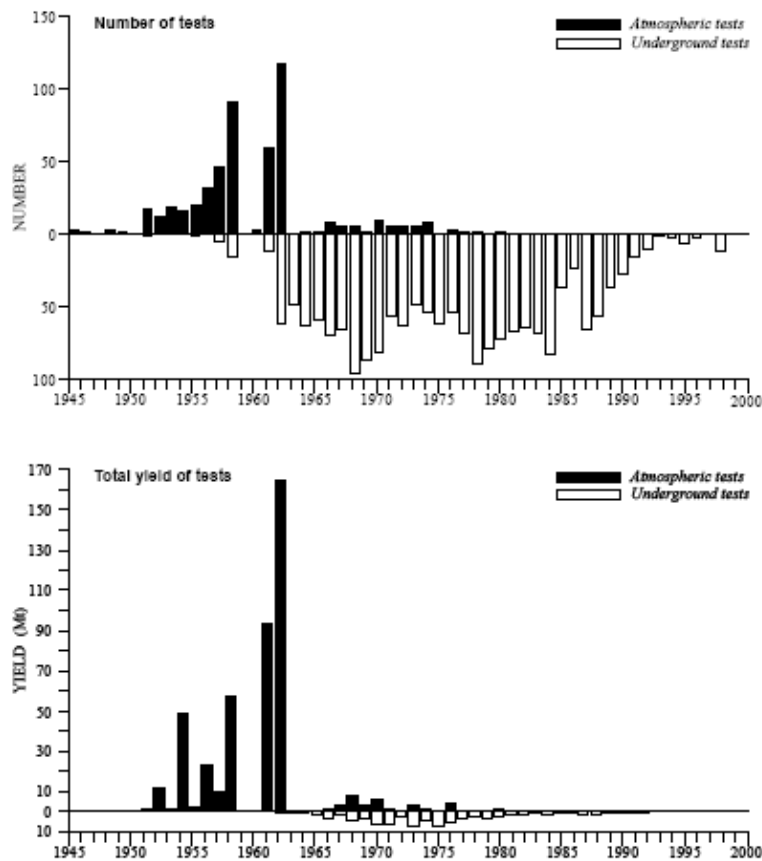 Number of tests
Atmospheric tests
Underground tests
NUMBER
150
100
50
0
50
100
1945 1950 1955 1960 1965 1970 1975 1980 1985 1990 1995 2000
Total yield of tests
Atmospheric tests
Underground tests
YIELD (Mt)
170
150
130
110
90
70
50
30
10
0
10
1945 1950 1955 1960 1965 1970 1975 1980 1985 1990 1995 2000